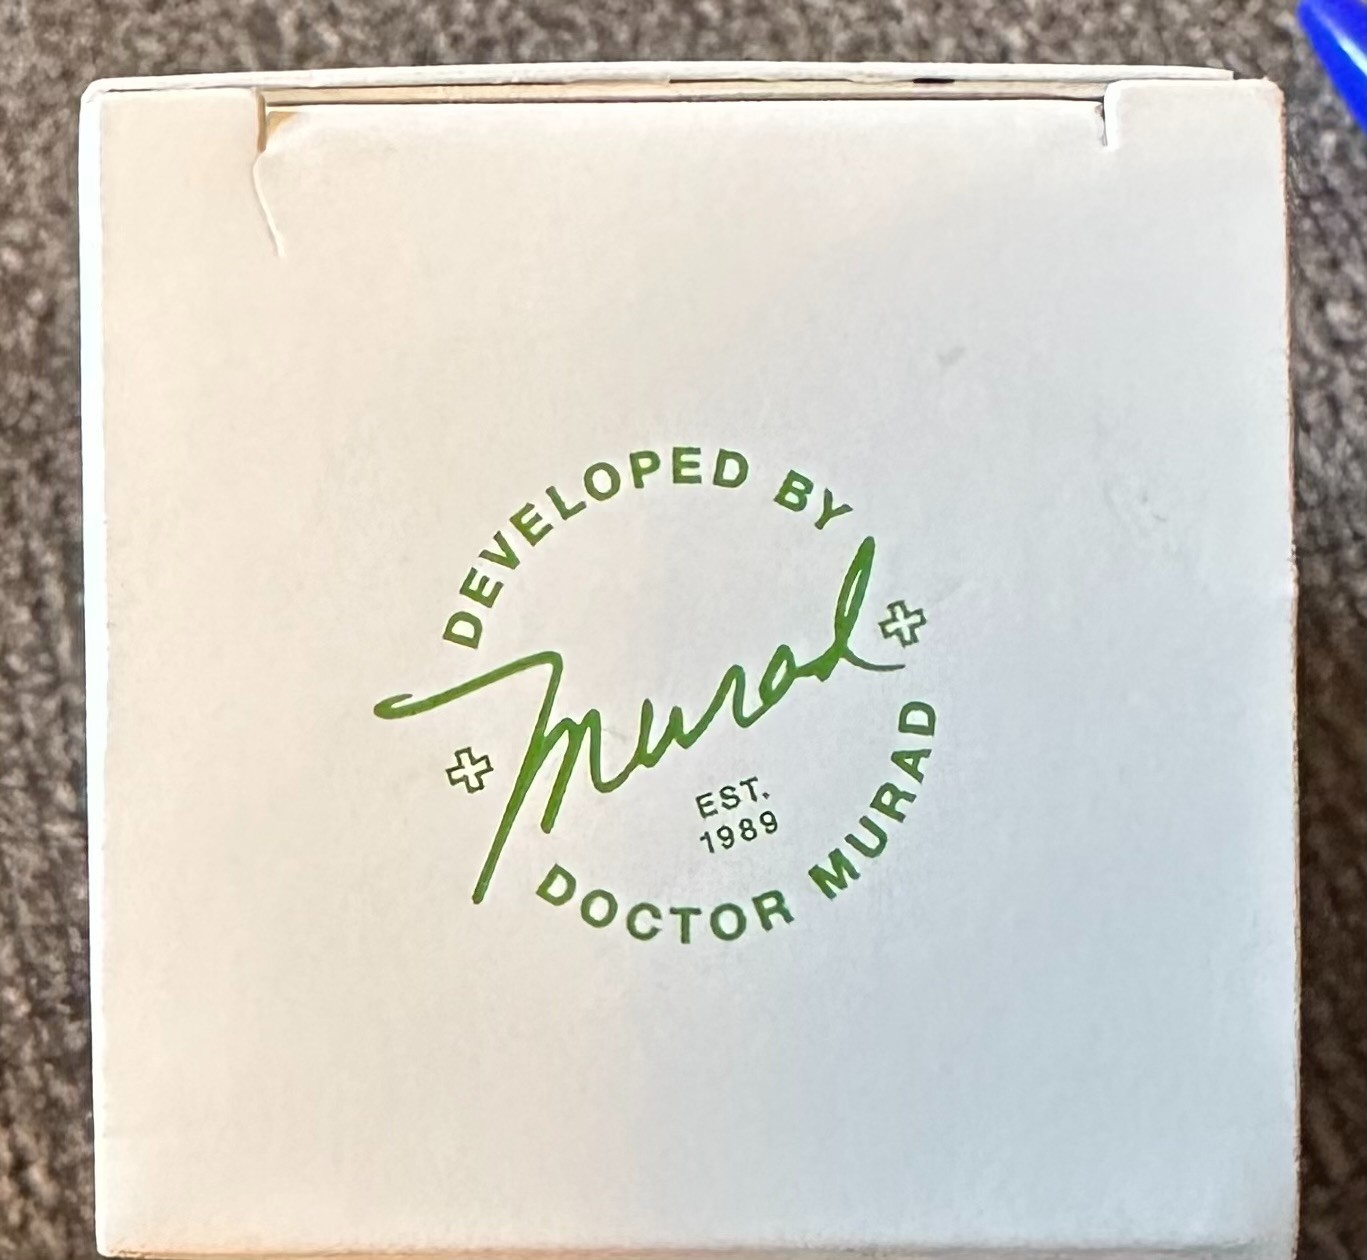 DEVELOPED BY
Murad
EST.
1989
DOCTOR MURAD